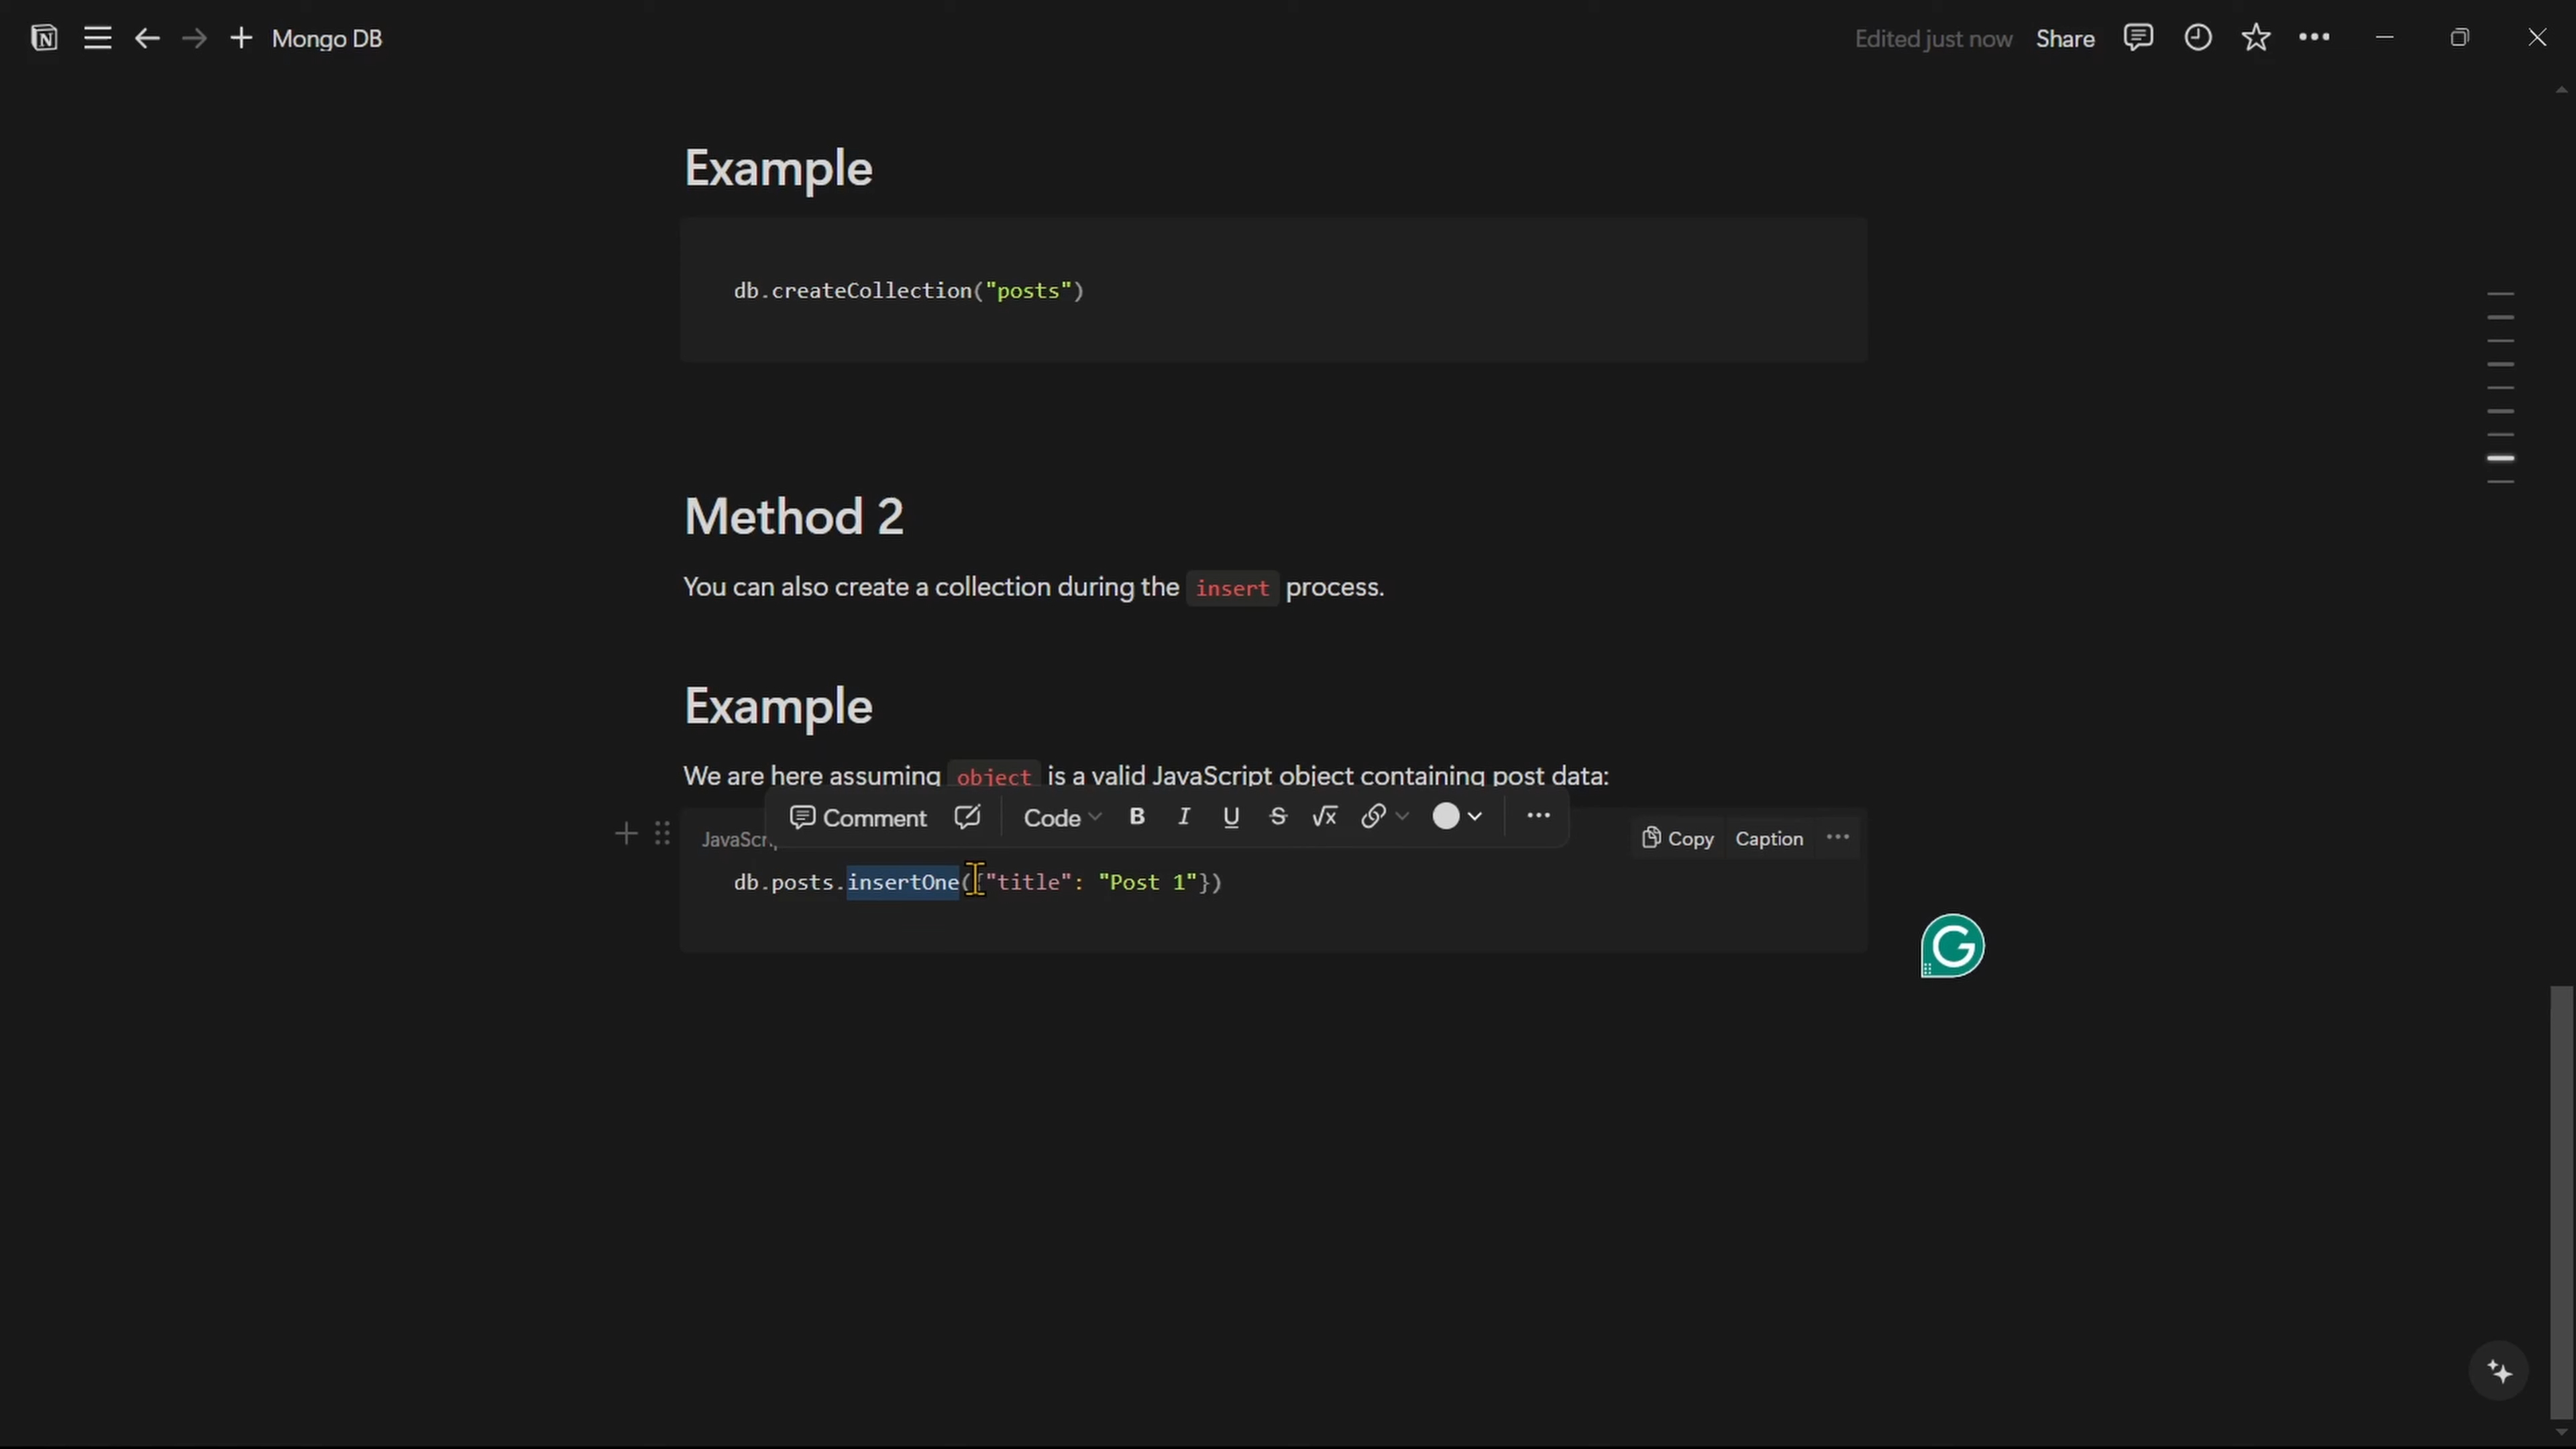 Mongo DB
Edited just now Share
Example
db.createCollection("posts")
Method 2
You can also create a collection during the insert process.
Example
We are here assuming object is a valid JavaScript object containing post data:
Comment Code B I U S √x
Copy Caption
db.posts.insertOne({"title": "Post 1"})